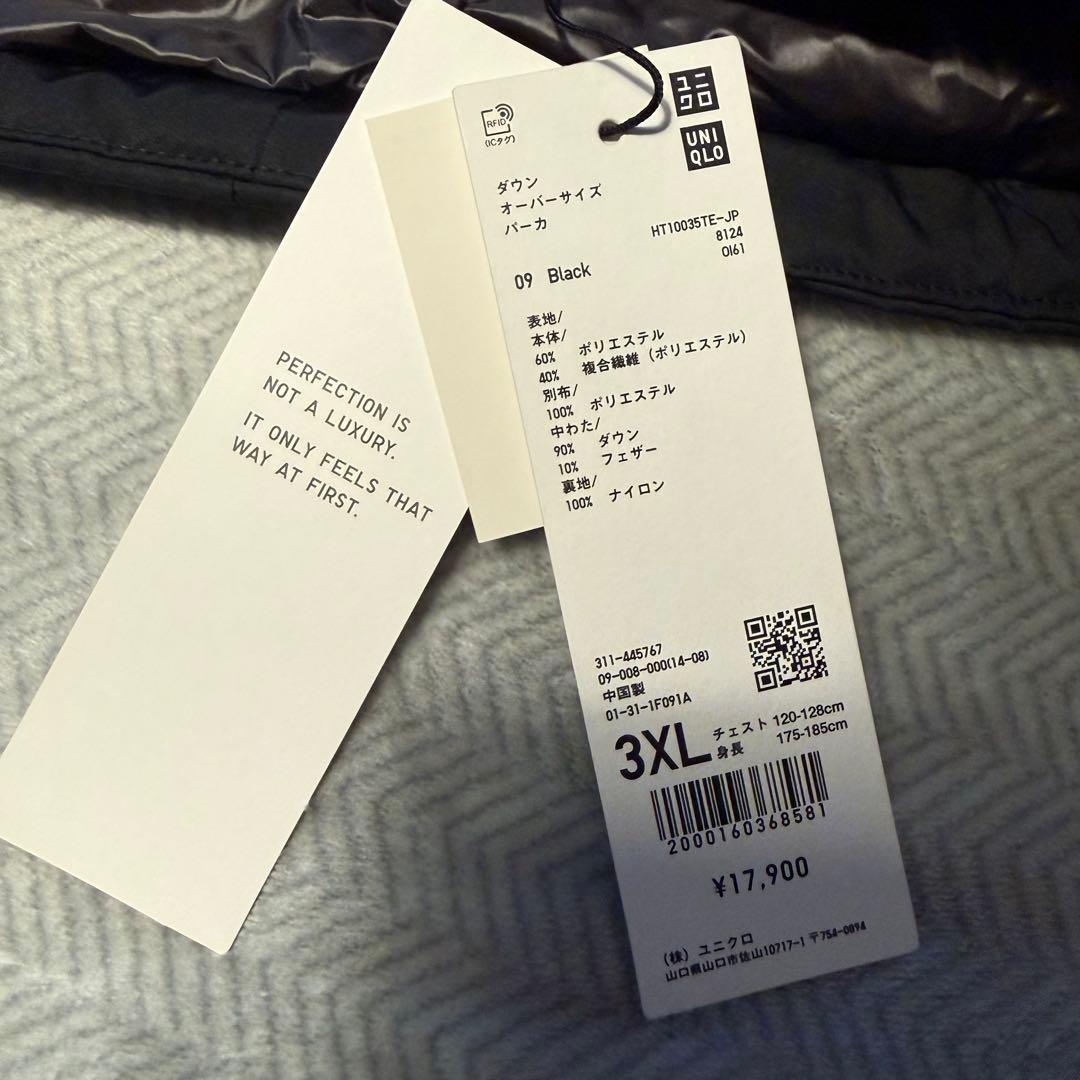 PERFECTION IS
NOT A LUXURY.
IT ONLY FEELS THAT
WAY AT FIRST.
RFID
(ICタグ)
ユニ
クロ
UNI
QLO
ダウン
オーバーサイズ
パーカ
HT10035TE-JP
8124
OI61
09 Black
表地/
本体/
60% ポリエステル
40% 複合繊維（ポリエステル）
別布/
100% ポリエステル
中わた/
90% ダウン
10% フェザー
裏地/
100% ナイロン
311-445767
09-008-000(14-08)
中国製
01-31-1F091A
3XL チェスト 120-128cm
身長 175-185cm
2000160368581
¥17,900
(株) ユニクロ
山口県山口市佐山10717-1 〒754-0894